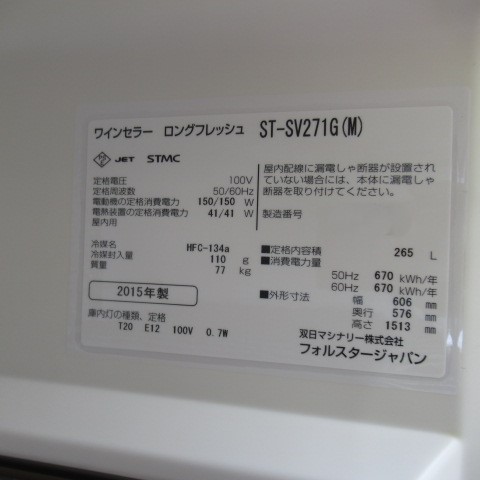 ワインセラー ロングフレッシュ ST-SV271G(M)
JET STMC
定格電圧 100V
定格周波数 50/60Hz
電動機の定格消費電力 150/150 W
電熱装置の定格消費電力 41/41 W
屋内用
屋内配線に漏電しゃ断器が設置され
ていない場合には、本体に漏電しゃ
断器を取り付けてください。
製造番号
冷媒名 HFC-134a
冷媒封入量 110 g
質量 77 kg
2015年製
庫内灯の種類、定格
T20 E12 100V 0.7W
■定格内容積 265 L
■消費電力量
50Hz 670 kWh/年
60Hz 670 kWh/年
■外形寸法 幅 606 mm
奥行 576 mm
高さ 1513 mm
双日マシナリー株式会社
フォルスタージャパン